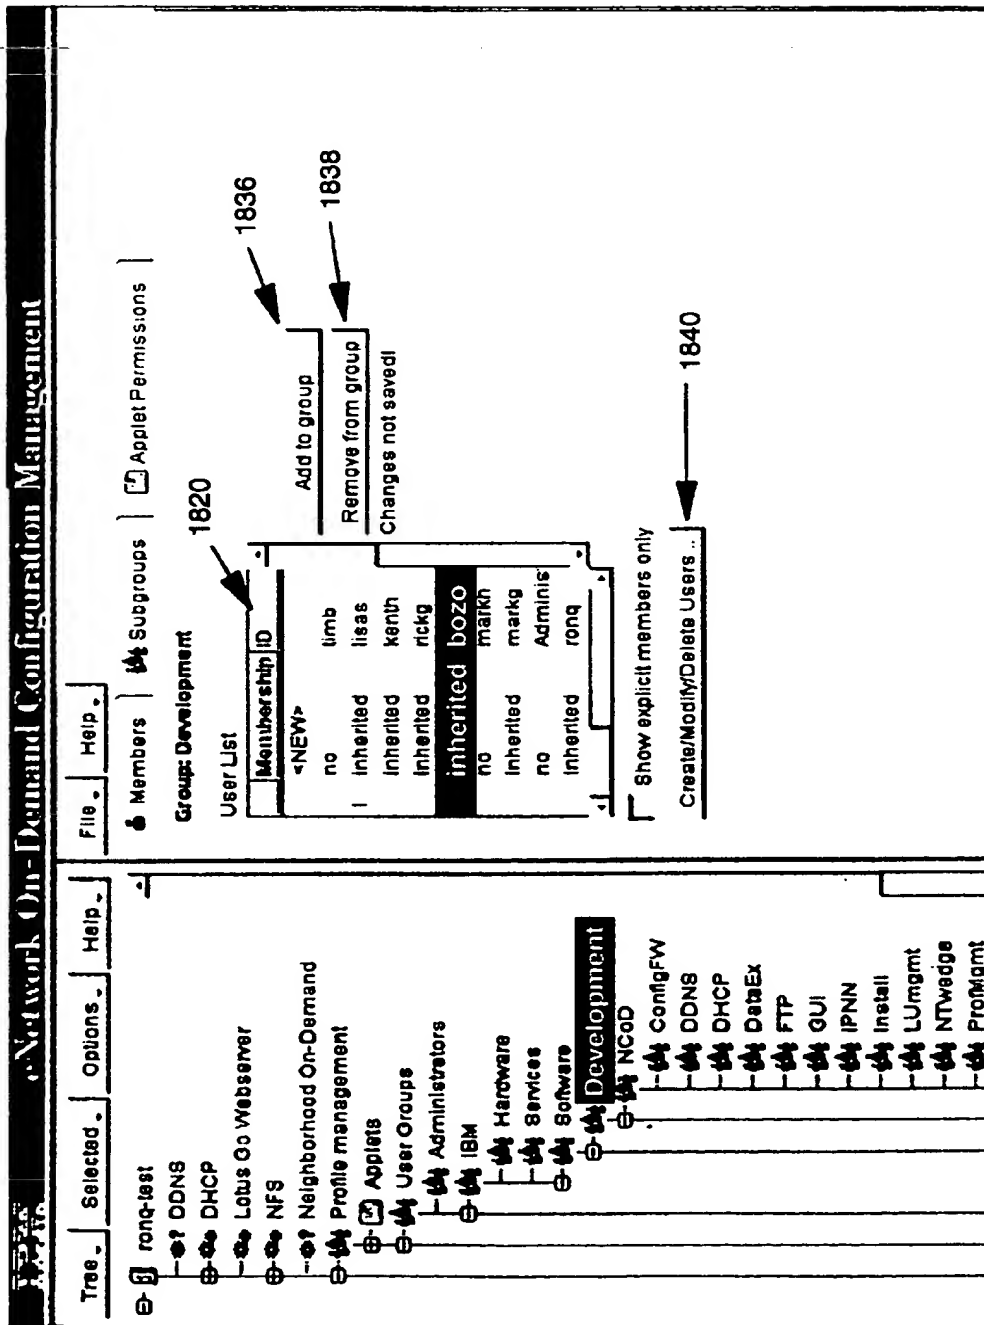 eNetwork On-Demand Configuration Management
Tree
Selected
Options
Help
File
Help
ronq-test
DDNS
DHCP
Lotus Go Webserver
NFS
Neighborhood On-Demand
Profile management
Applets
User Groups
Administrators
IBM
Hardware
Services
Software
Development
NCoD
ConfigFW
DDNS
DHCP
DataEx
FTP
GUI
IPNN
Install
LUmgmt
NTwedge
ProfMgmt
Members
Subgroups
Applet Permissions
Group: Development
User List
1820
Membership ID
<NEW>
no timb
Inherited lisas
Inherited kenth
Inherited rickg
inherited bozo
no markh
Inherited markg
no Adminis
Inherited ronq
Add to group
1836
Remove from group
1838
Changes not saved!
Show explicit members only
Create/Modify/Delete Users ..
1840